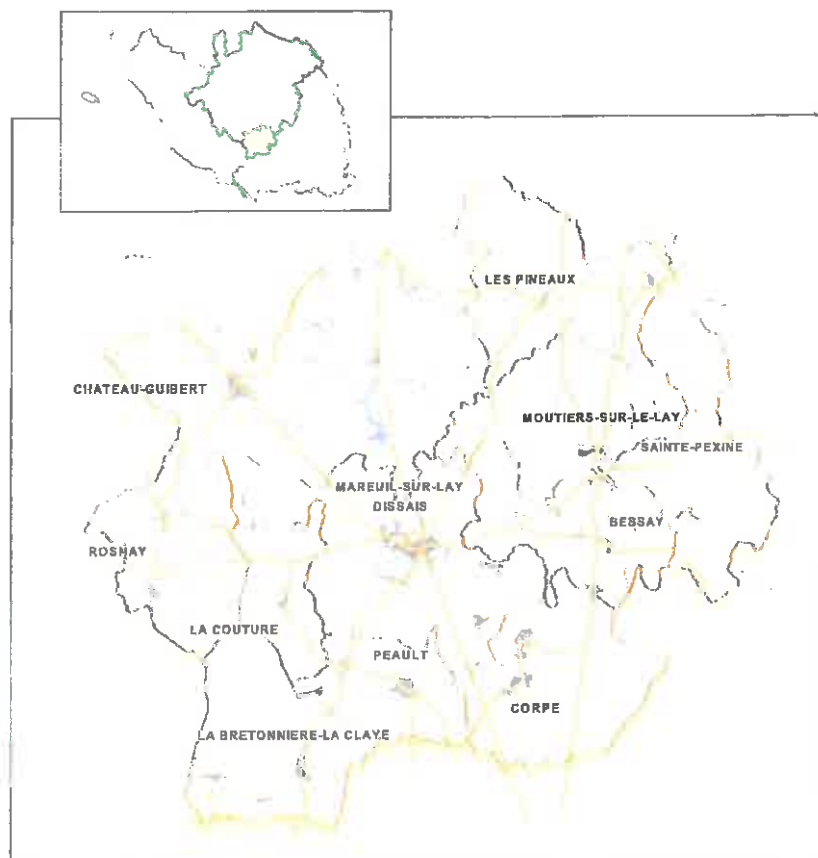 LES PINEAUX
CHATEAU-GUIBERT
MOUTIERS-SUR-LE-LAY
SAINTE-PEXINE
MAREUIL-SUR-LAY
DISSAIS
BESSAY
ROSNAY
LA COUTURE
PEAULT
CORPE
LA BRETONNIERE-LA CLAYE